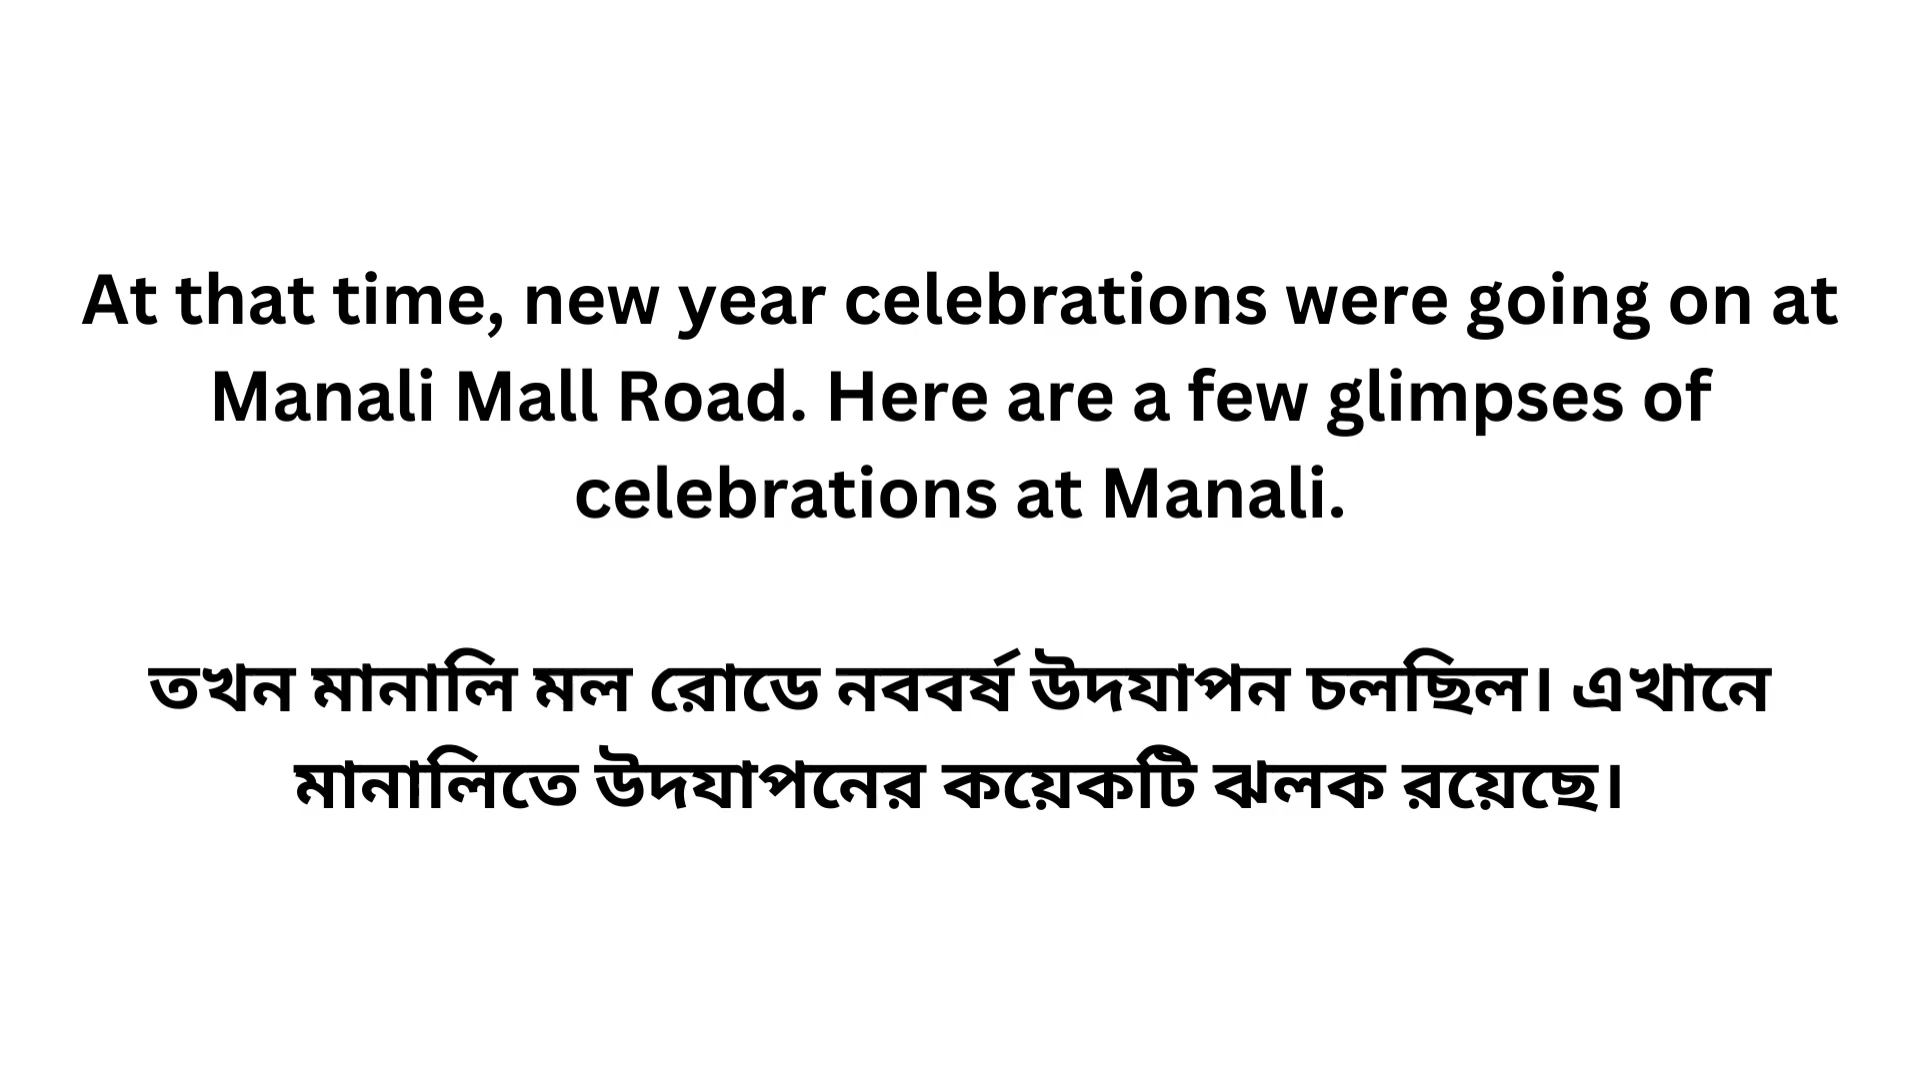 At that time, new year celebrations were going on at
Manali Mall Road. Here are a few glimpses of
celebrations at Manali.
তখন মানালি মল রোডে নববর্ষ উদযাপন চলছিল। এখানে
মানালিতে উদযাপনের কয়েকটি ঝলক রয়েছে।